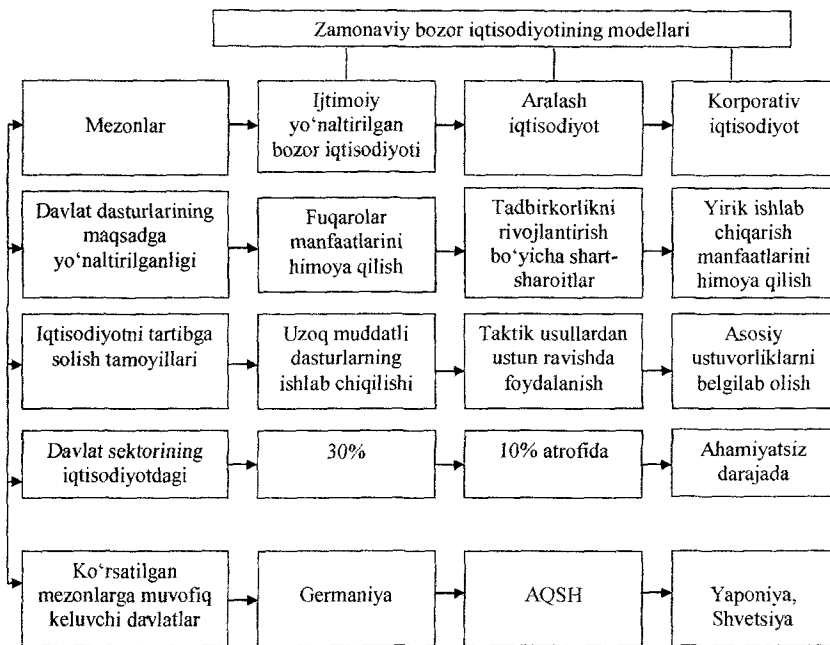 Zamonaviy bozor iqtisodiyotining modellari
Mezonlar
Ijtimoiy
yo‘naltirilgan
bozor iqtisodiyoti
Aralash
iqtisodiyot
Korporativ
iqtisodiyot
Davlat dasturlarining
maqsadga
yo‘naltirilganligi
Fuqarolar
manfaatlarini
himoya qilish
Tadbirkorlikni
rivojlantirish
bo‘yicha shart-
sharoitlar
Yirik ishlab
chiqarish
manfaatlarini
himoya qilish
Iqtisodiyotni tartibga
solish tamoyillari
Uzoq muddatli
dasturlarning
ishlab chiqilishi
Taktik usullardan
ustun ravishda
foydalanish
Asosiy
ustuvorliklarni
belgilab olish
Davlat sektorining
iqtisodiyotdagi
30%
10% atrofida
Ahamiyatsiz
darajada
Ko‘rsatilgan
mezonlarga muvofiq
keluvchi davlatlar
Germaniya
AQSH
Yaponiya,
Shvetsiya